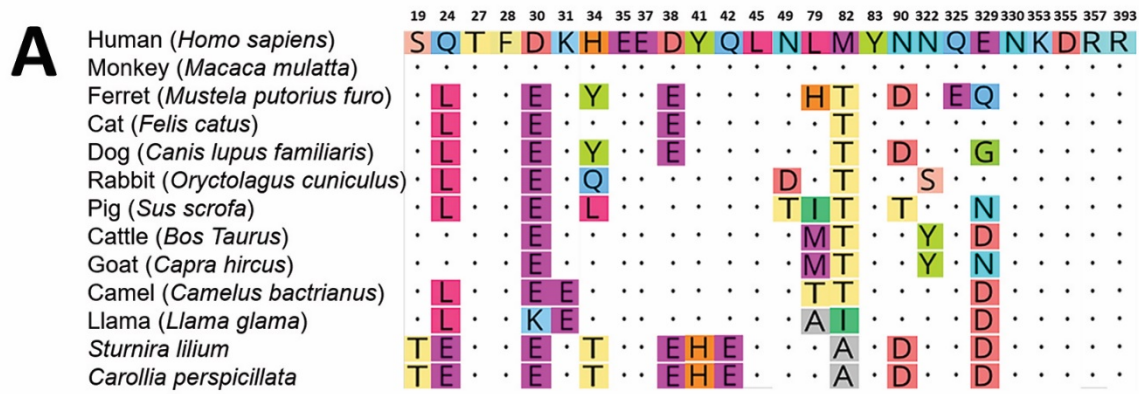 A
19 24 27 28 30 31 34 35 37 38 41 42 45 49 79 82 83 90 322 325 329 330 353 355 357 393
Human (Homo sapiens) S Q T F D K H E E D Y Q L N L M Y N N Q E N K D R R
Monkey (Macaca mulatta) · · · · · · · · · · · · · · · · · · · · · · · · · ·
Ferret (Mustela putorius furo) · L · · E · Y · · E · · · · H T · D · E Q · · · · ·
Cat (Felis catus) · L · · E · · · · E · · · · · T · · · · · · · · · ·
Dog (Canis lupus familiaris) · L · · E · Y · · E · · · · · T · D · · G · · · · ·
Rabbit (Oryctolagus cuniculus) · L · · E · Q · · · · · · D · T · · S · · · · · · ·
Pig (Sus scrofa) · L · · E · L · · · · · · T I T · T · · N · · · · ·
Cattle (Bos Taurus) · · · · E · · · · · · · · · M T · · Y · D · · · · ·
Goat (Capra hircus) · · · · E · · · · · · · · · M T · · Y · N · · · · ·
Camel (Camelus bactrianus) · L · · E E · · · · · · · · T T · · · · D · · · · ·
Llama (Llama glama) · L · · K E · · · · · · · · A I · · · · D · · · · ·
Sturnira lilium T E · · E · T · · E H E · · · A · D · · D · · · · ·
Carollia perspicillata T E · · E · T · · E H E · · · A · D · · D · · · · ·